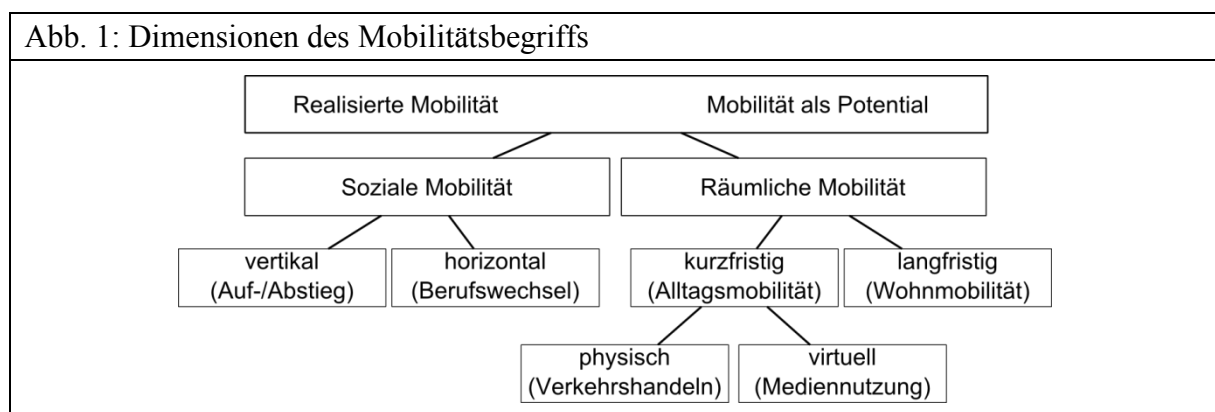 Abb. 1: Dimensionen des Mobilitätsbegriffs
Realisierte Mobilität Mobilität als Potential
Soziale Mobilität Räumliche Mobilität
vertikal
(Auf-/Abstieg)
horizontal
(Berufswechsel)
kurzfristig
(Alltagsmobilität)
langfristig
(Wohnmobilität)
physisch
(Verkehrshandeln)
virtuell
(Mediennutzung)